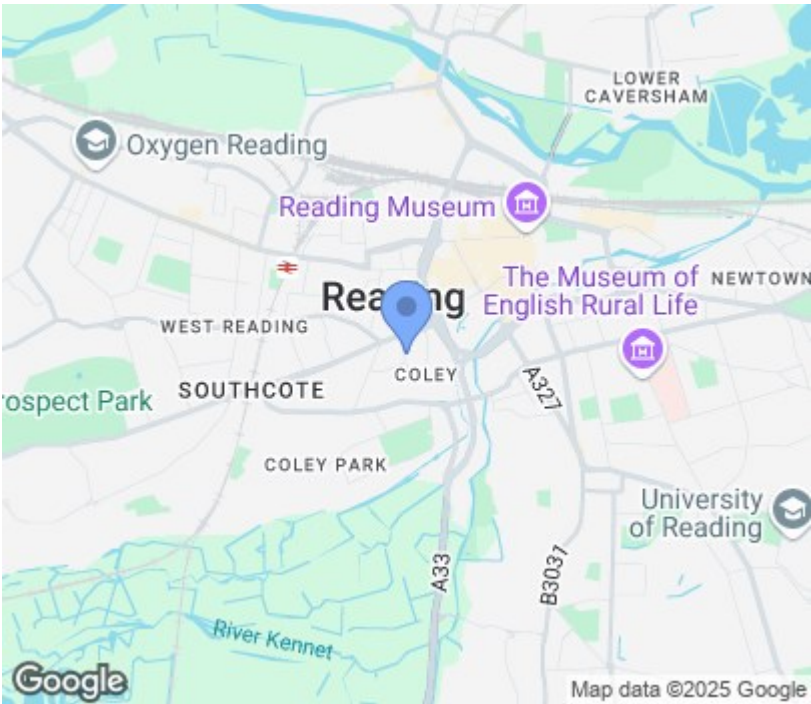 LOWER
CAVERSHAM
Oxygen Reading
Reading Museum
The Museum of
English Rural Life
NEWTOWN
Reading
WEST READING
COLEY
SOUTHCOTE
A327
rospect Park
COLEY PARK
University
of Reading
A33
B3031
River Kennet
Google
Map data ©2025 Google